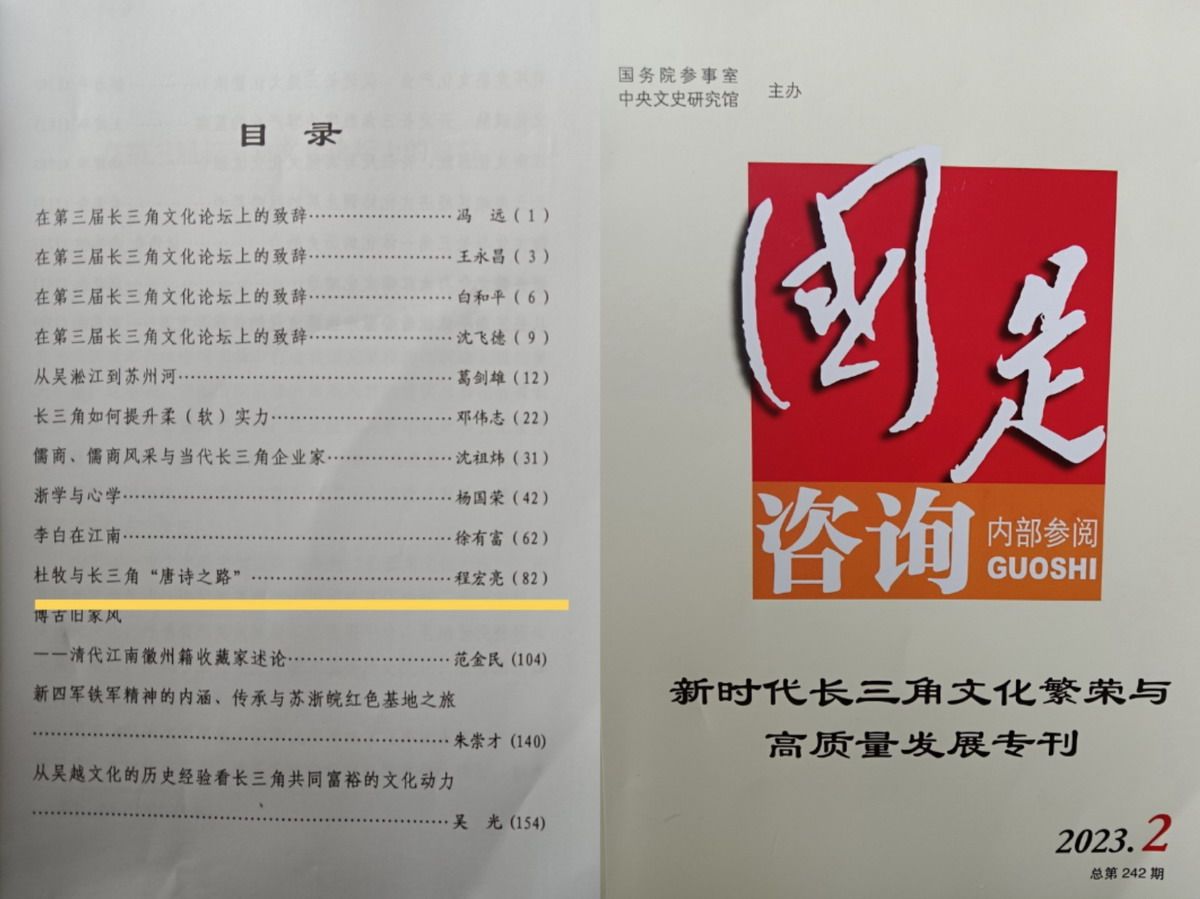 目 录
在第三届长三角文化论坛上的致辞……………………冯 远(1)
在第三届长三角文化论坛上的致辞……………………王永昌(3)
在第三届长三角文化论坛上的致辞……………………白和平(6)
在第三届长三角文化论坛上的致辞……………………沈飞德(9)
从吴淞江到苏州河……………………葛剑雄(12)
长三角如何提升柔(软)实力……………………邓伟志(22)
儒商、儒商风采与当代长三角企业家……………………沈祖炜(31)
浙学与心学……………………杨国荣(42)
李白在江南……………………徐有富(62)
杜牧与长三角“唐诗之路”……………………程宏亮(82)
博古旧家风
——清代江南徽州籍收藏家述论……………………范金民(104)
新四军铁军精神的内涵、传承与苏浙皖红色基地之旅
……………………朱崇才(140)
从吴越文化的历史经验看长三角共同富裕的文化动力
……………………吴 光(154)
国务院参事室
中央文史研究馆
主办
國是
咨询
内部参阅
GUOSHI
新时代长三角文化繁荣与
高质量发展专刊
2023.2
总第 242 期